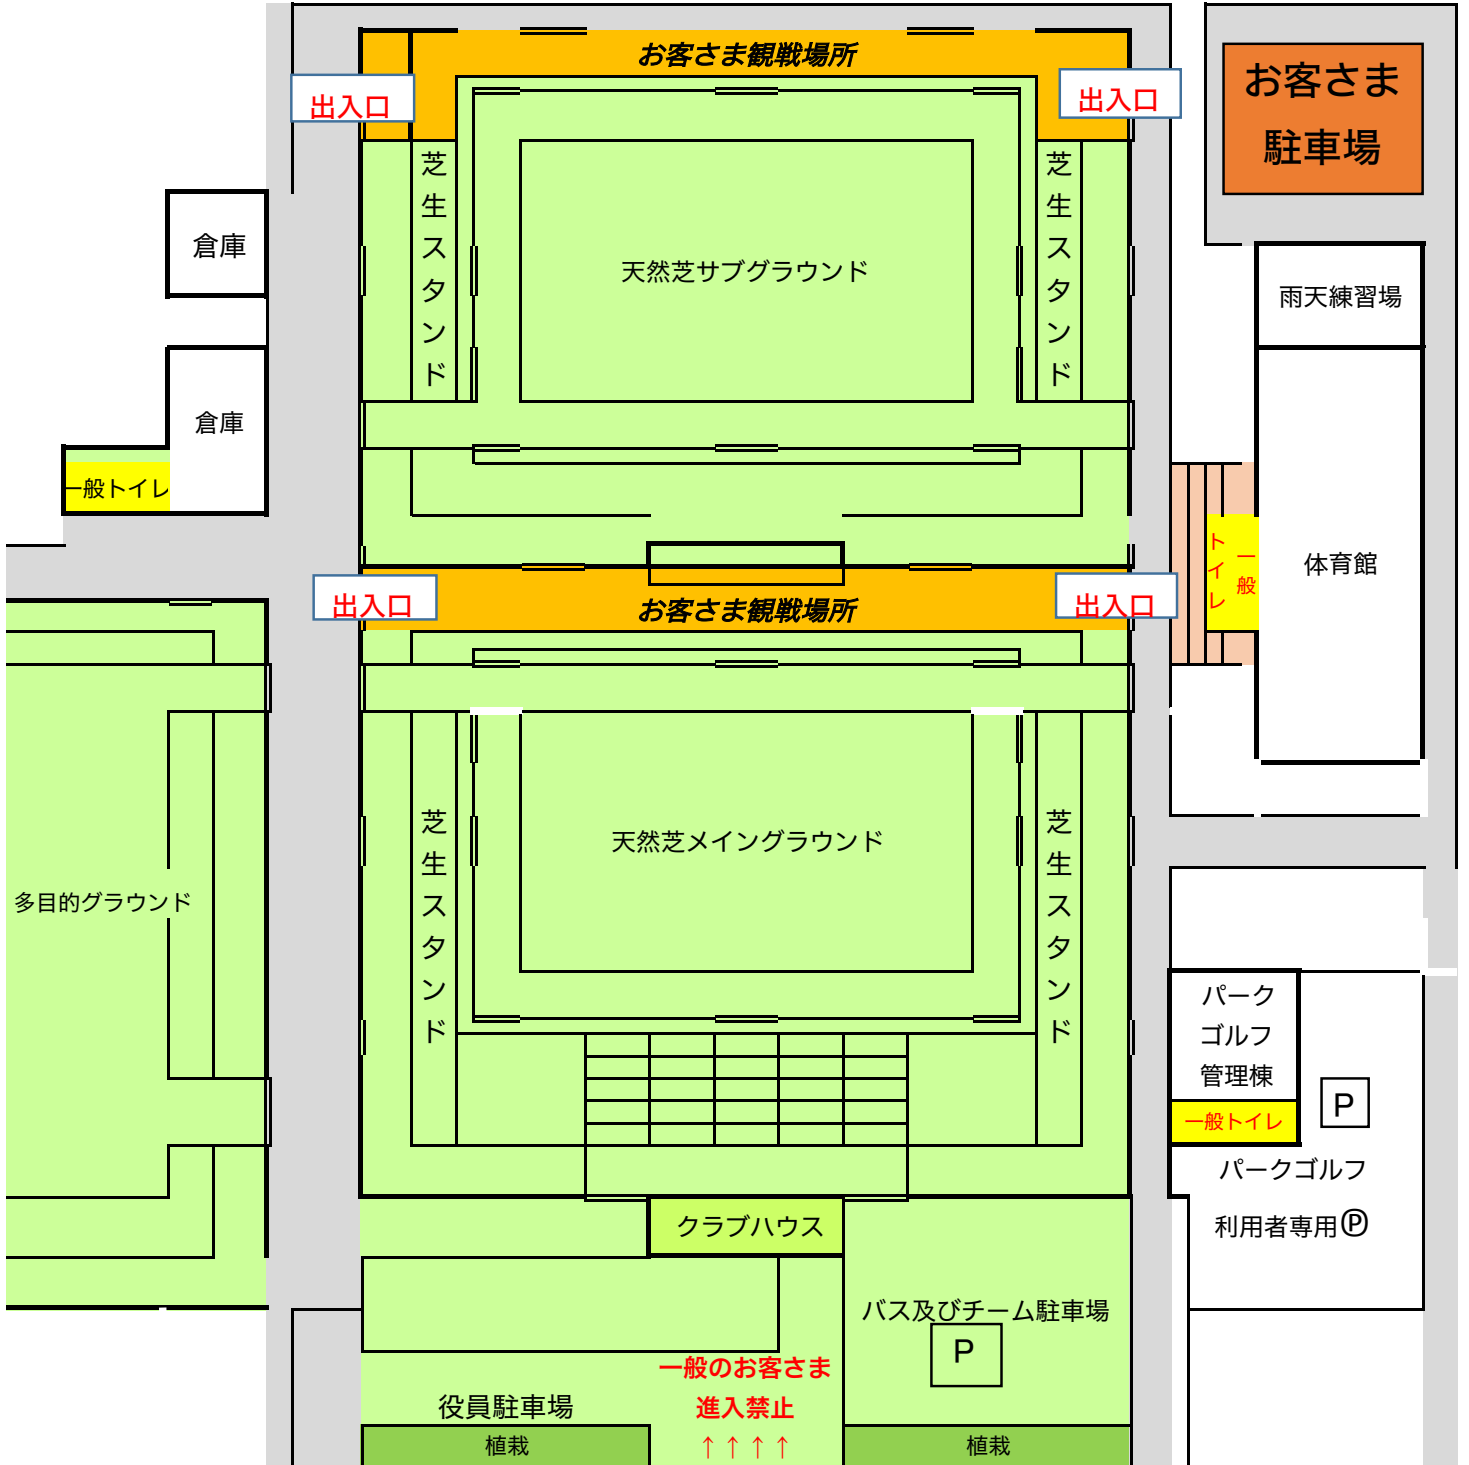 お客さま観戦場所
出入口
出入口
お客さま
駐車場
芝生スタンド
芝生スタンド
倉庫
天然芝サブグラウンド
雨天練習場
倉庫
一般トイレ
一般
トイレ
体育館
出入口
お客さま観戦場所
出入口
芝生スタンド
天然芝メイングラウンド
芝生スタンド
多目的グラウンド
パーク
ゴルフ
管理棟
一般トイレ
P
パークゴルフ
利用者専用Ⓟ
クラブハウス
バス及びチーム駐車場
P
一般のお客さま
進入禁止
↑↑↑↑
役員駐車場
植栽
植栽